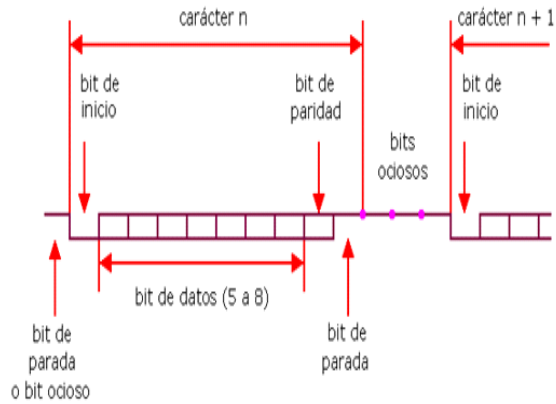 carácter n
carácter n + 1
bit de
inicio
bit de
paridad
bits
ociosos
bit de
inicio
bit de datos (5 a 8)
bit de
parada
o bit ocioso
bit de
parada